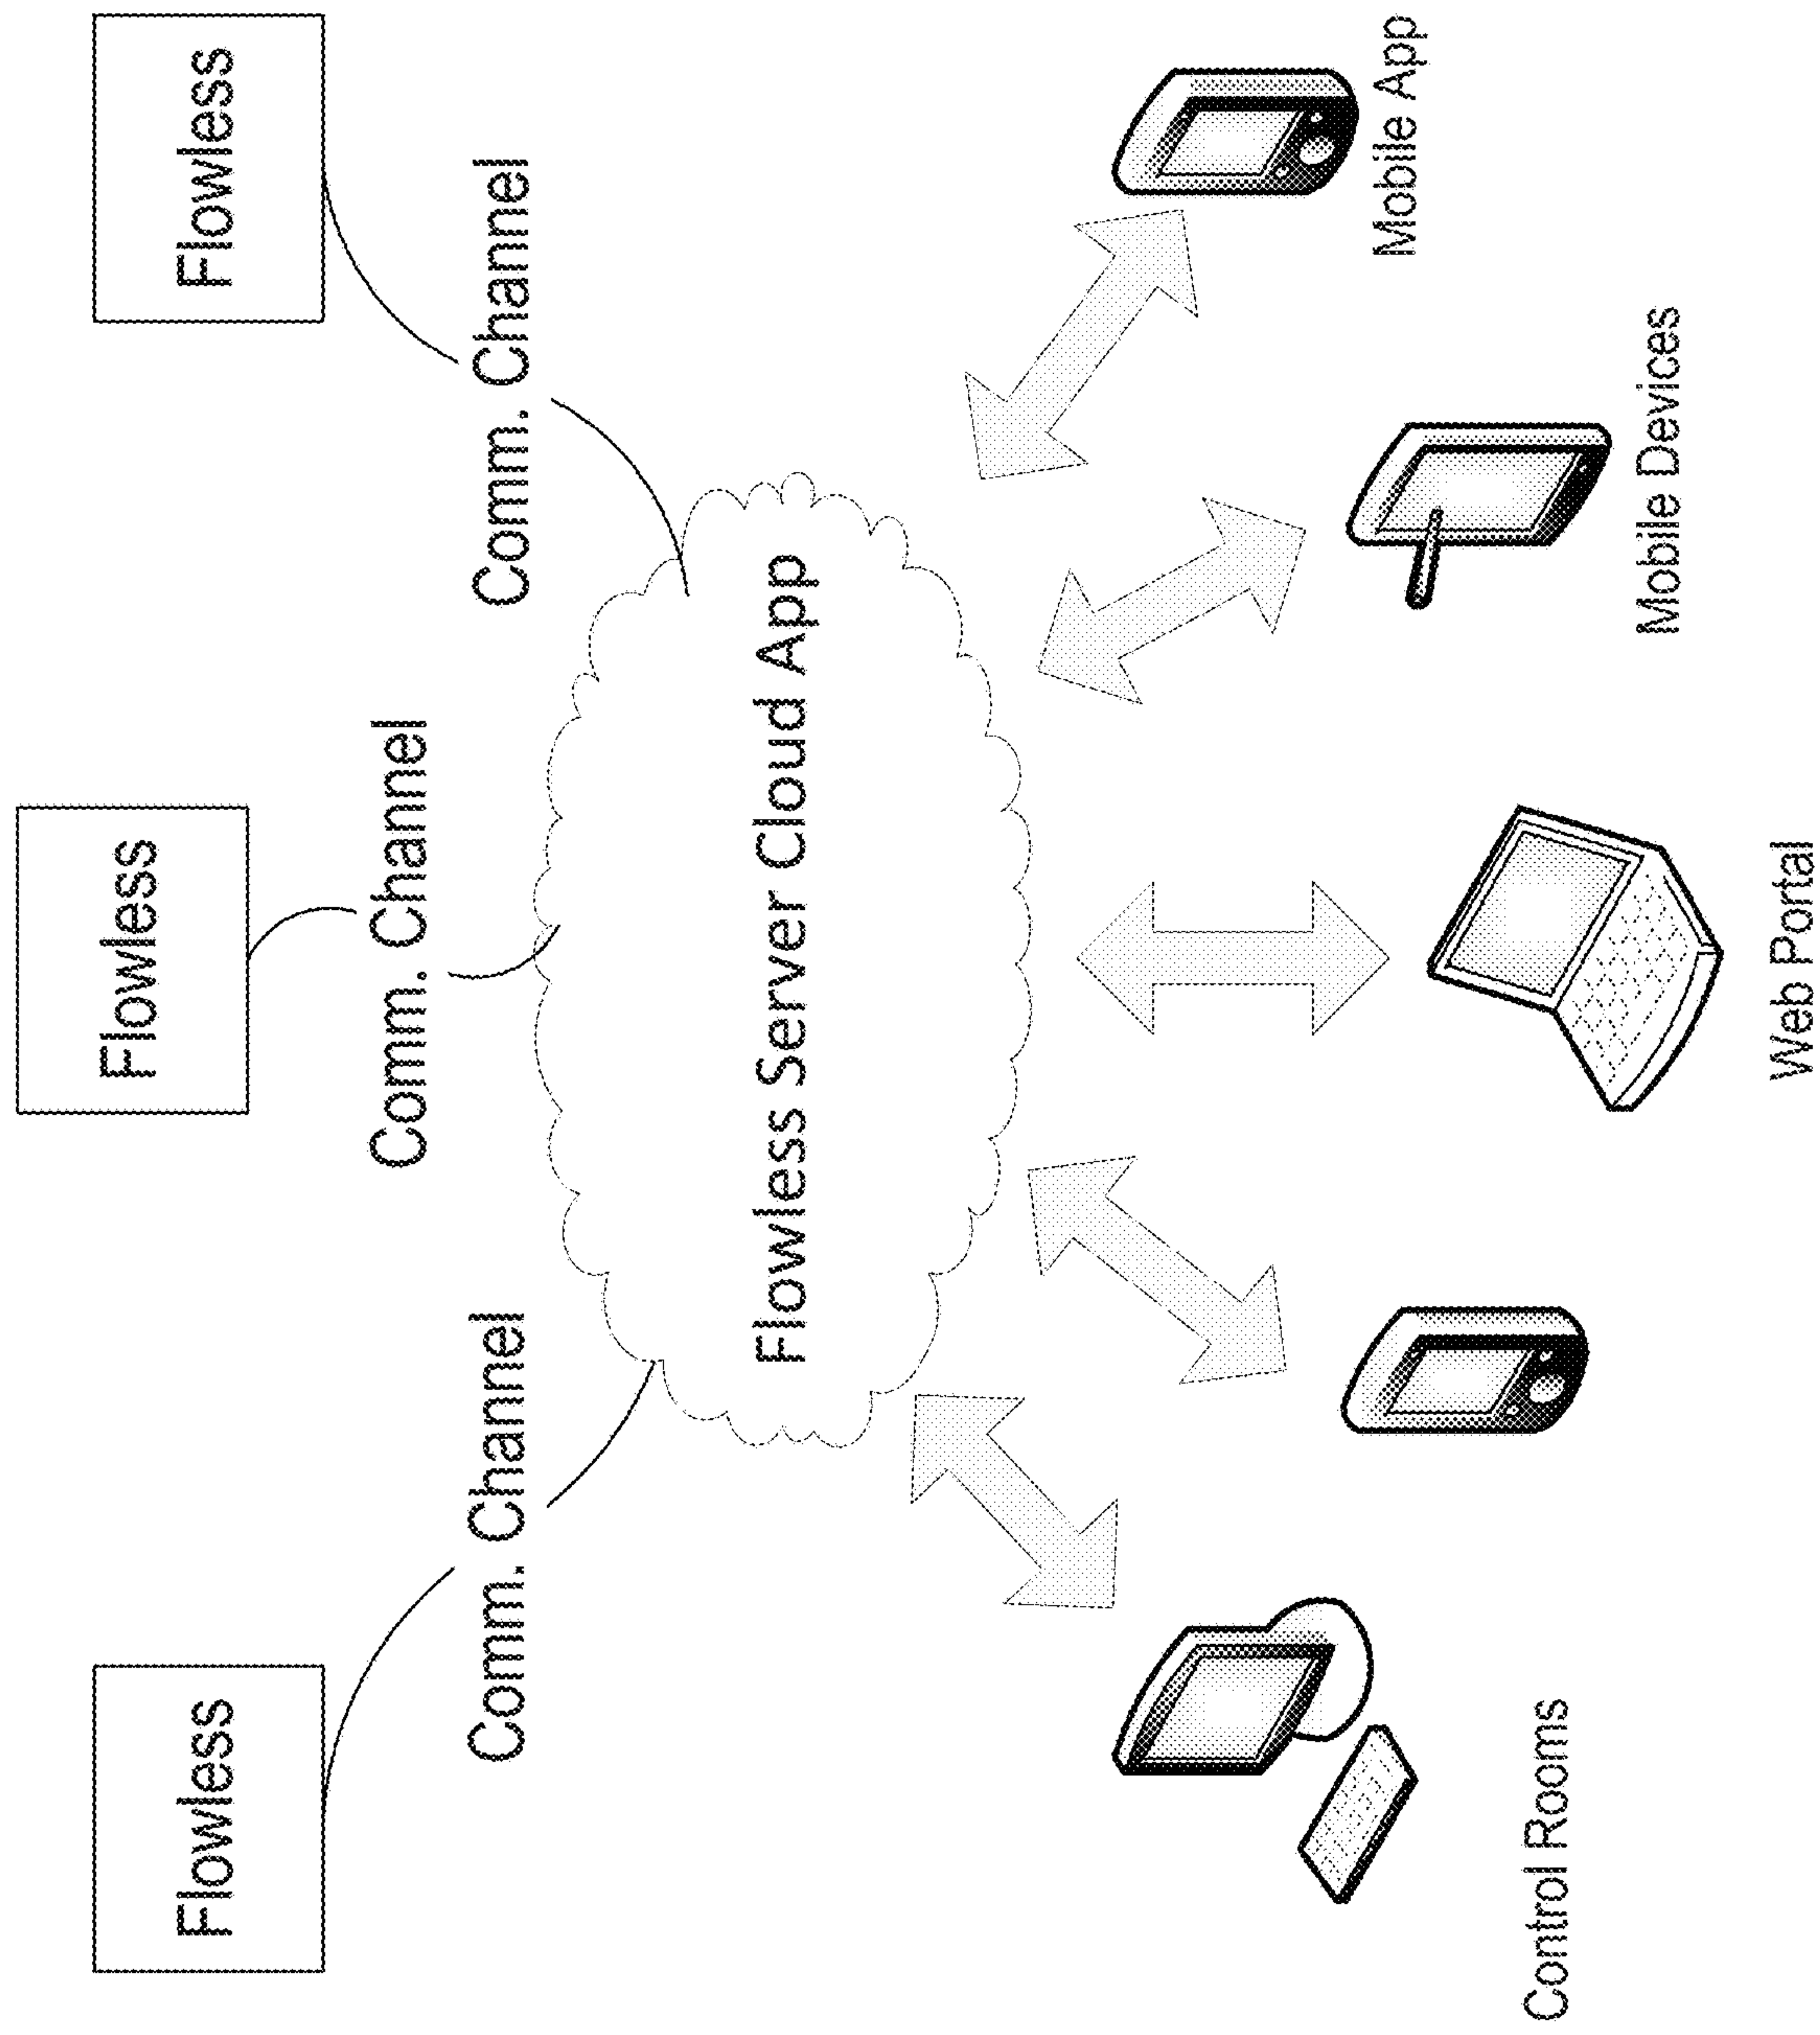 Flowless
Flowless
Flowless
Comm. Channel
Comm. Channel
Comm. Channel
Flowless Server Cloud App
Control Rooms
Web Portal
Mobile Devices
Mobile App